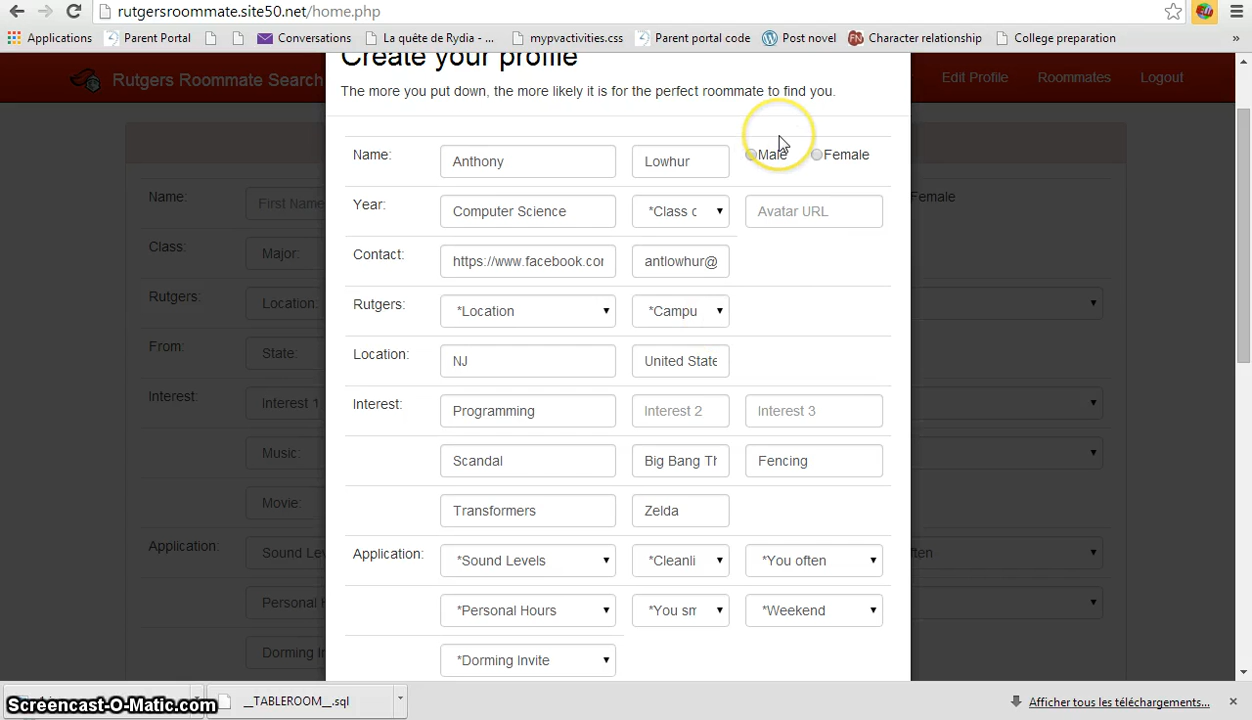 rutgersroommate.site50.net/home.php
Applications Parent Portal Conversations La quête de Rydia - ... mypvactivities.css Parent portal code Post novel Character relationship College preparation »
Rutgers Roommate Search Edit Profile Roommates Logout
Create your profile
The more you put down, the more likely it is for the perfect roommate to find you.
Name: Anthony Lowhur Male Female
Year: Computer Science *Class c Avatar URL
Contact: https://www.facebook.cor antlowhur@
Rutgers: *Location *Campu
Location: NJ United State
Interest: Programming Interest 2 Interest 3
Scandal Big Bang Th Fencing
Transformers Zelda
Application: *Sound Levels *Cleanli *You often
*Personal Hours *You sm *Weekend
*Dorming Invite
Name: First Name Female
Class: Major:
Rutgers: Location:
From: State:
Interest: Interest 1
Music:
Movie:
Application: Sound Lev ten
Personal H
Dorming In
Screencast-O-Matic.com __TABLEROOM__.sql Afficher tous les téléchargements...